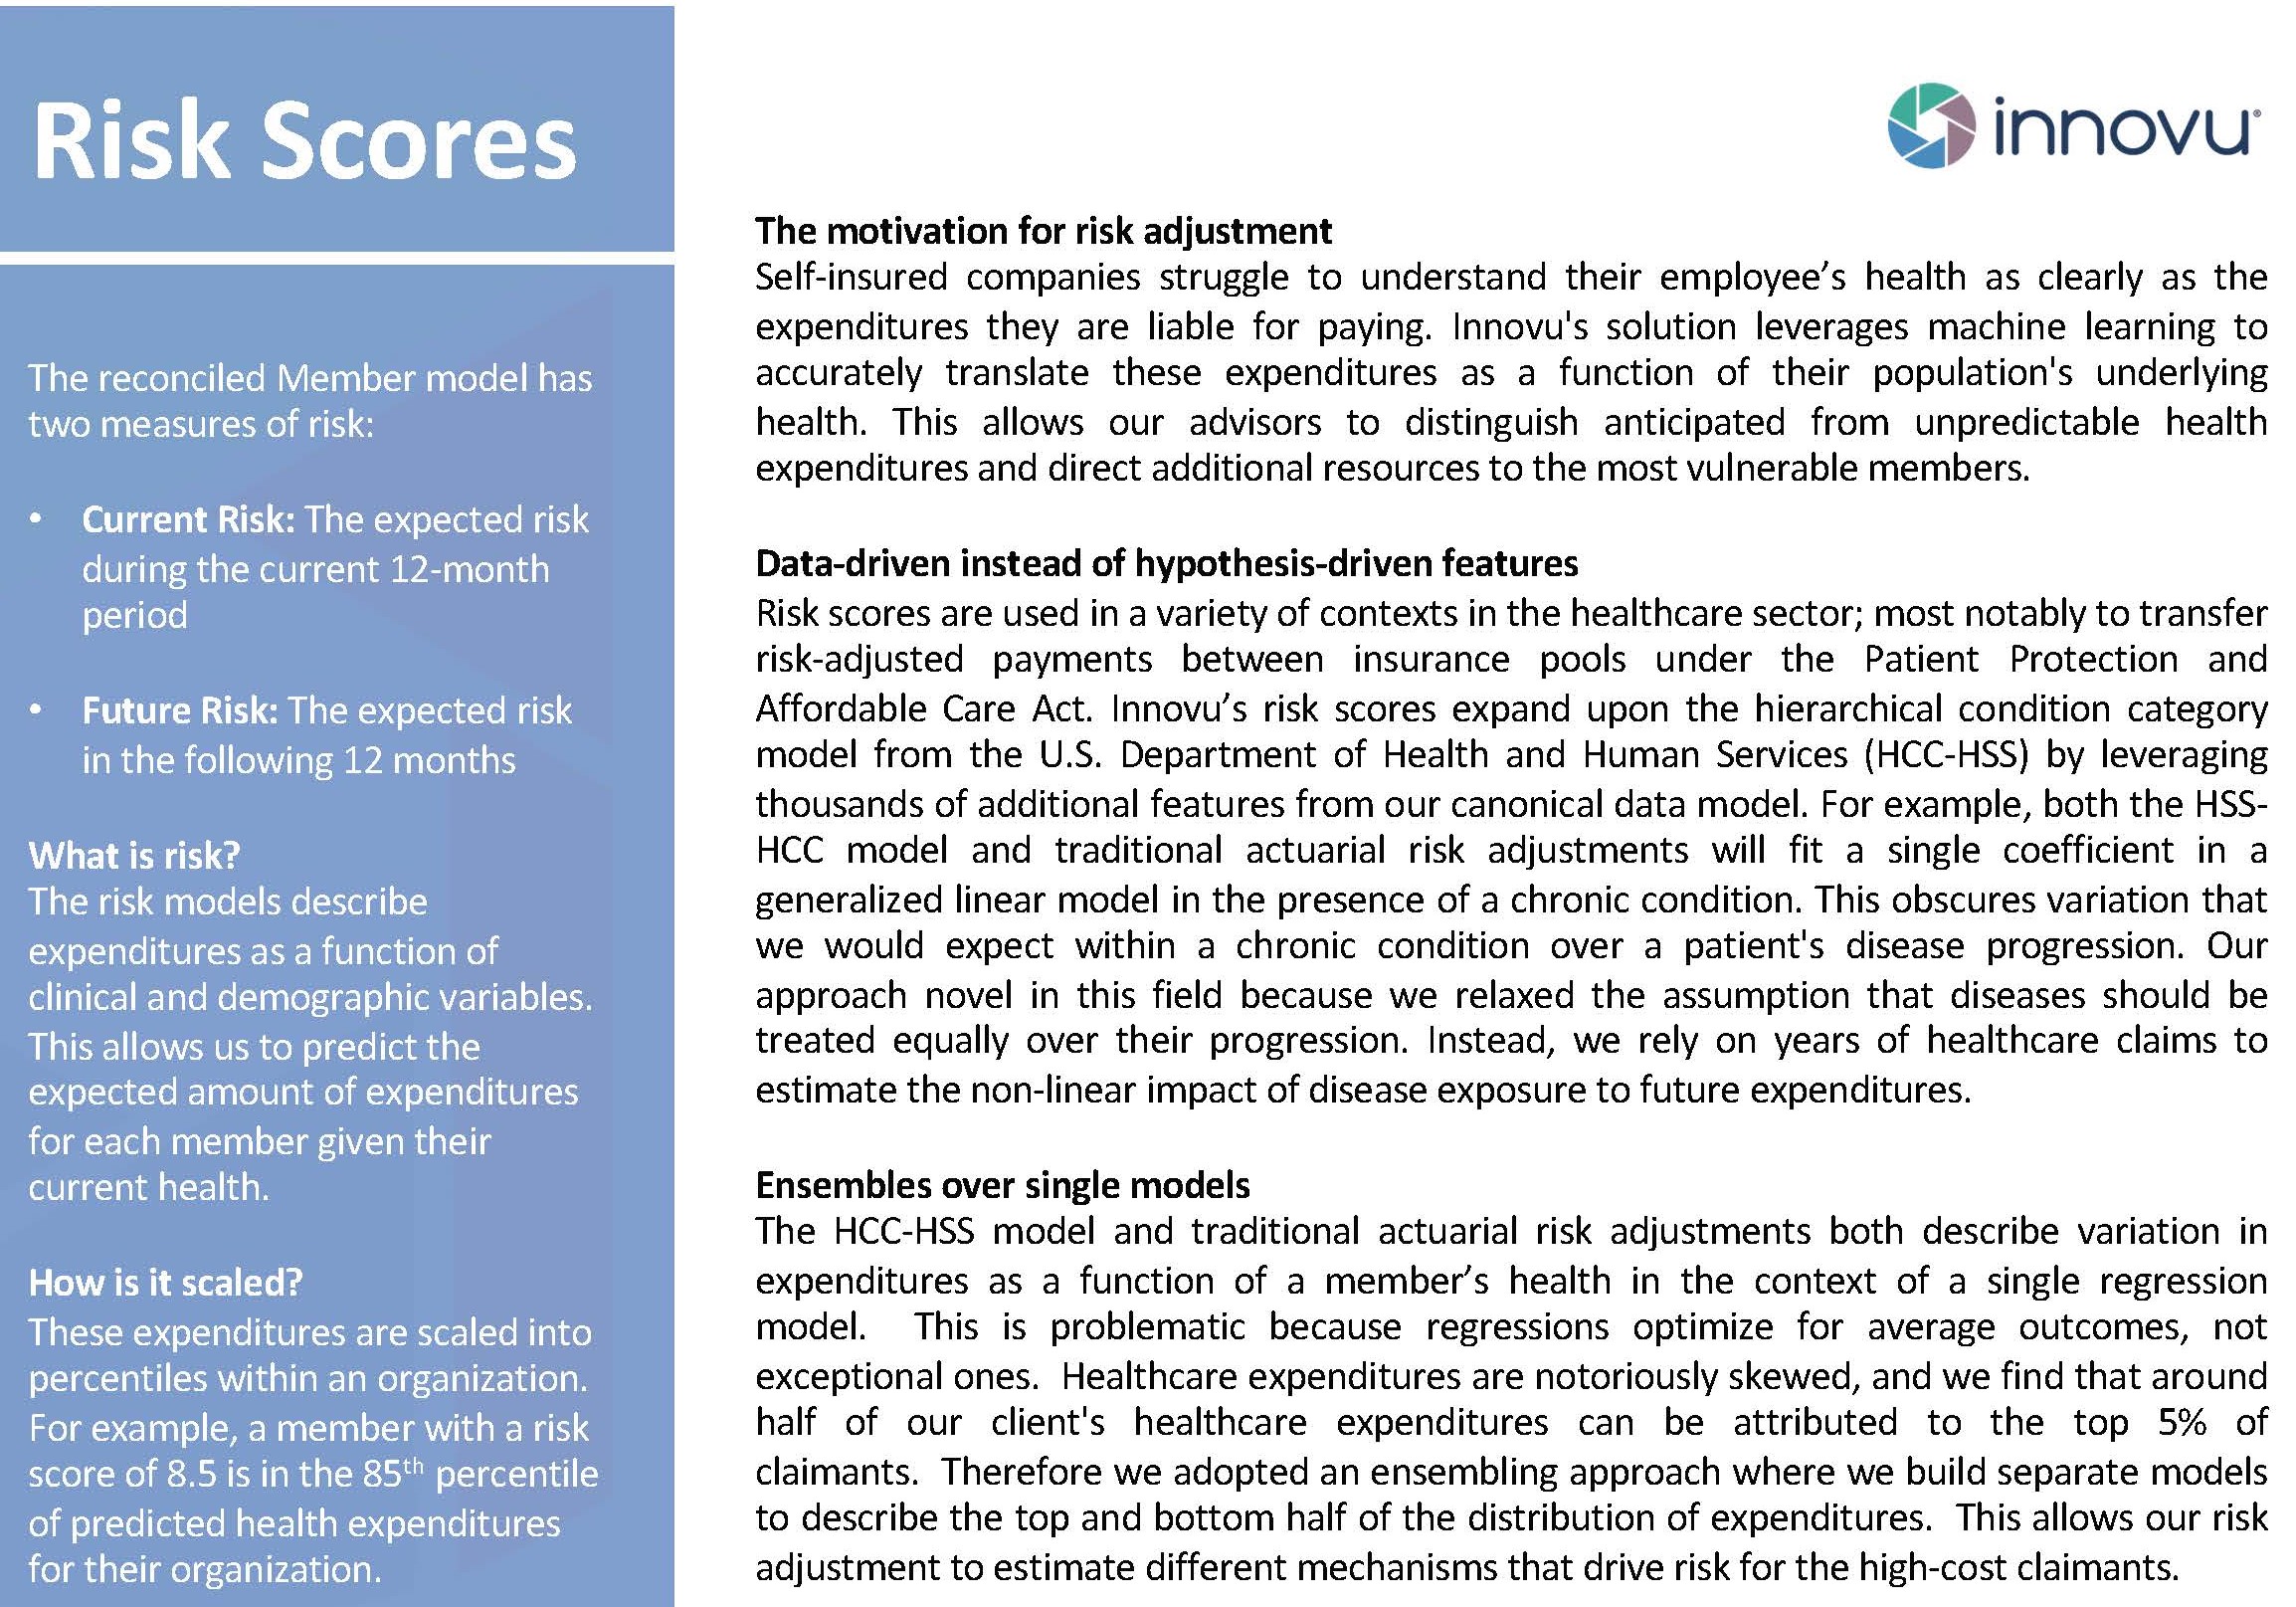 Risk Scores
The reconciled Member model has
two measures of risk:
• Current Risk: The expected risk
during the current 12-month
period
• Future Risk: The expected risk
in the following 12 months
What is risk?
The risk models describe
expenditures as a function of
clinical and demographic variables.
This allows us to predict the
expected amount of expenditures
for each member given their
current health.
How is it scaled?
These expenditures are scaled into
percentiles within an organization.
For example, a member with a risk
score of 8.5 is in the 85th percentile
of predicted health expenditures
for their organization.
innovu®
The motivation for risk adjustment
Self-insured companies struggle to understand their employee’s health as clearly as the
expenditures they are liable for paying. Innovu's solution leverages machine learning to
accurately translate these expenditures as a function of their population's underlying
health. This allows our advisors to distinguish anticipated from unpredictable health
expenditures and direct additional resources to the most vulnerable members.
Data-driven instead of hypothesis-driven features
Risk scores are used in a variety of contexts in the healthcare sector; most notably to transfer
risk-adjusted payments between insurance pools under the Patient Protection and
Affordable Care Act. Innovu’s risk scores expand upon the hierarchical condition category
model from the U.S. Department of Health and Human Services (HCC-HSS) by leveraging
thousands of additional features from our canonical data model. For example, both the HSS-
HCC model and traditional actuarial risk adjustments will fit a single coefficient in a
generalized linear model in the presence of a chronic condition. This obscures variation that
we would expect within a chronic condition over a patient's disease progression. Our
approach novel in this field because we relaxed the assumption that diseases should be
treated equally over their progression. Instead, we rely on years of healthcare claims to
estimate the non-linear impact of disease exposure to future expenditures.
Ensembles over single models
The HCC-HSS model and traditional actuarial risk adjustments both describe variation in
expenditures as a function of a member’s health in the context of a single regression
model. This is problematic because regressions optimize for average outcomes, not
exceptional ones. Healthcare expenditures are notoriously skewed, and we find that around
half of our client's healthcare expenditures can be attributed to the top 5% of
claimants. Therefore we adopted an ensembling approach where we build separate models
to describe the top and bottom half of the distribution of expenditures. This allows our risk
adjustment to estimate different mechanisms that drive risk for the high-cost claimants.